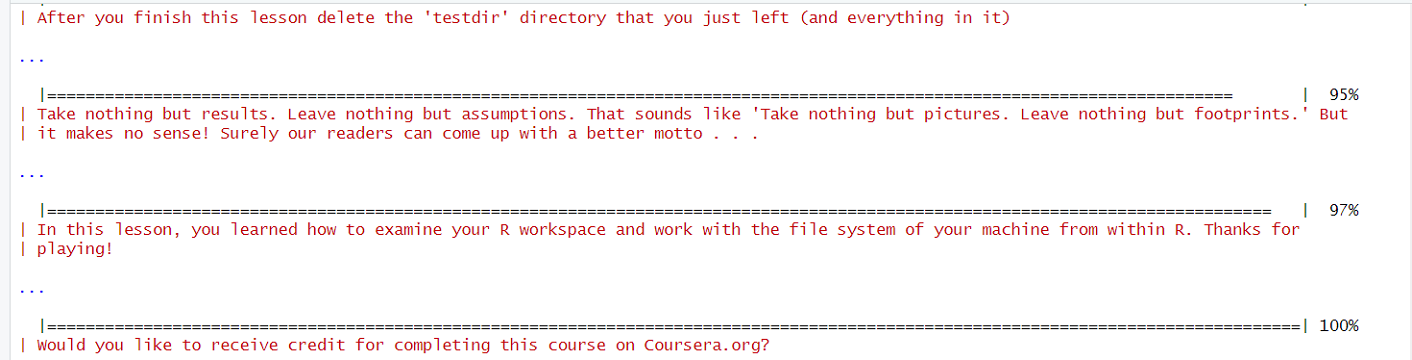 | After you finish this lesson delete the 'testdir' directory that you just left (and everything in it)
...
|=========================================================================================================================== | 95%
| Take nothing but results. Leave nothing but assumptions. That sounds like 'Take nothing but pictures. Leave nothing but footprints.' But
| it makes no sense! Surely our readers can come up with a better motto . . .
...
|=============================================================================================================================== | 97%
| In this lesson, you learned how to examine your R workspace and work with the file system of your machine from within R. Thanks for
| playing!
...
|==================================================================================================================================| 100%
| Would you like to receive credit for completing this course on Coursera.org?